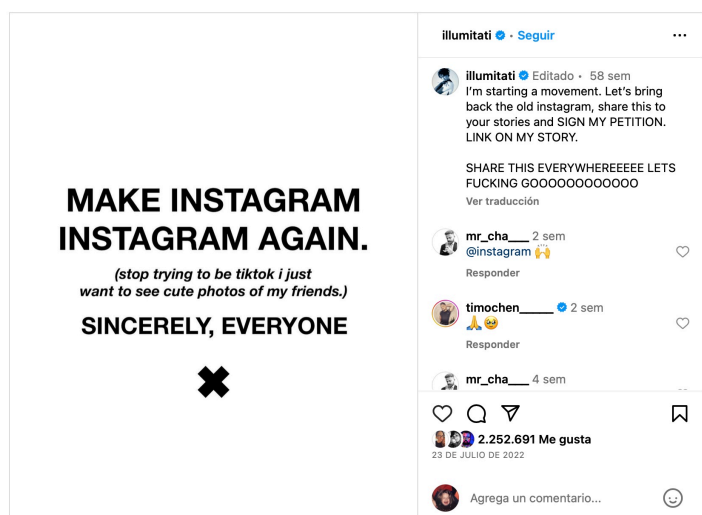 illumitati • Seguir
illumitati Editado • 58 sem
I'm starting a movement. Let's bring
back the old instagram, share this to
your stories and SIGN MY PETITION.
LINK ON MY STORY.
SHARE THIS EVERYWHEREEEEE LETS
FUCKING GOOOOOOOOOOOO
Ver traducción
MAKE INSTAGRAM
INSTAGRAM AGAIN.
(stop trying to be tiktok i just
want to see cute photos of my friends.)
SINCERELY, EVERYONE
mr_cha___ 2 sem
@instagram 🙌
Responder
timochen______ 2 sem
🙏🥹
Responder
mr_cha___ 4 sem
2.252.691 Me gusta
23 DE JULIO DE 2022
Agrega un comentario...